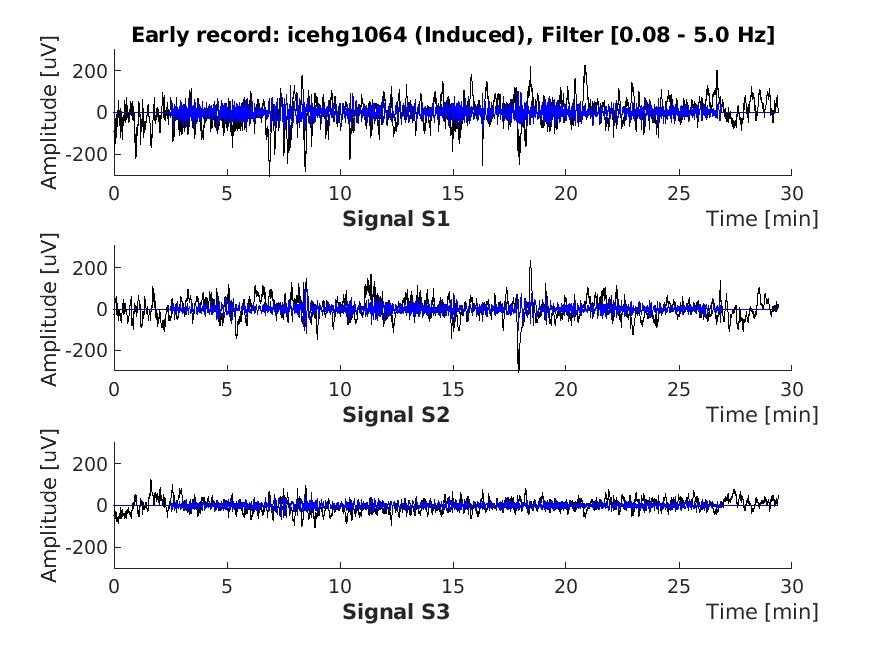 Early record: icehg1064 (Induced), Filter [0.08 - 5.0 Hz]
Amplitude [uV]
200
0
-200
0 5 10 15 20 25 30
Signal S1 Time [min]
Amplitude [uV]
200
0
-200
0 5 10 15 20 25 30
Signal S2 Time [min]
Amplitude [uV]
200
0
-200
0 5 10 15 20 25 30
Signal S3 Time [min]